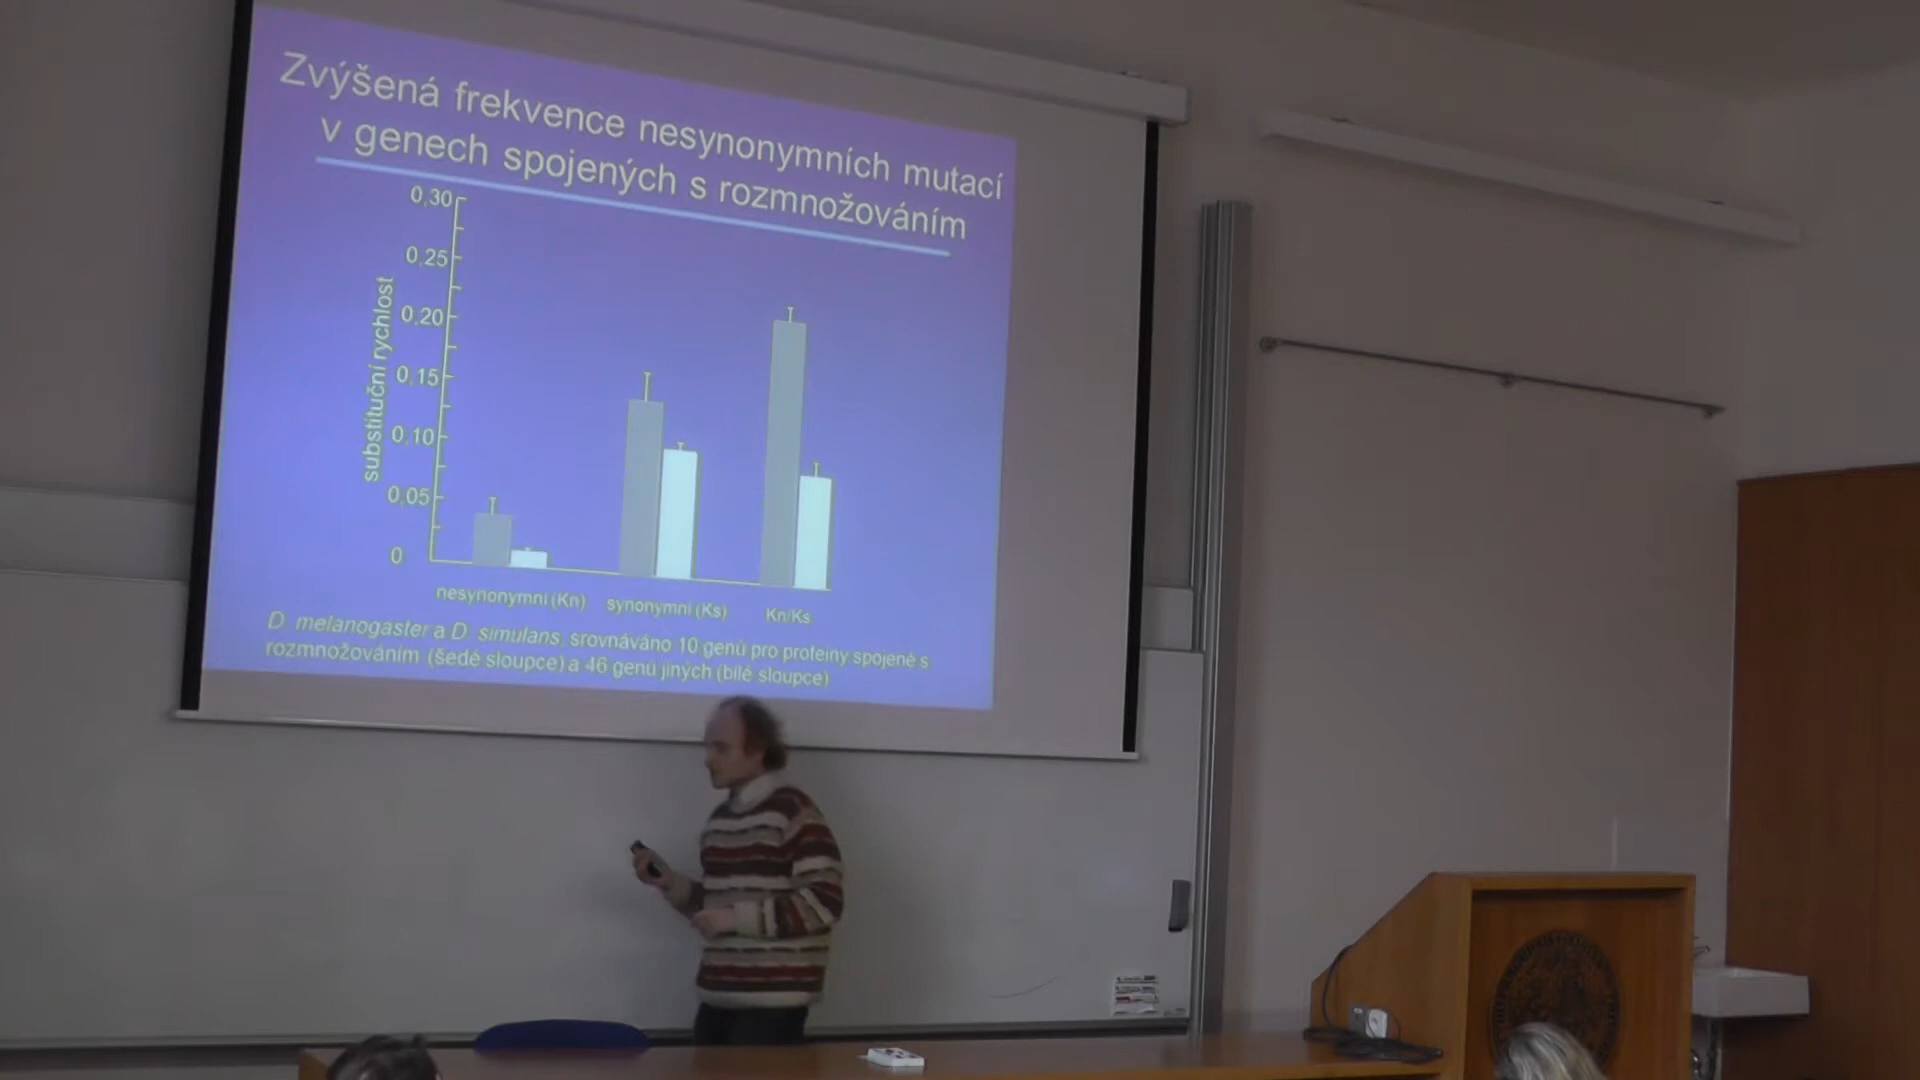 Zvýšená frekvence nesynonymních mutací
v genech spojených s rozmnožováním
0,30
0,25
0,20
0,15
0,10
0,05
0
substituční rychlost
nesynonymní (Kn)
synonymní (Ks)
Kn/Ks
D. melanogaster a D. simulans, srovnáváno 10 genů pro proteiny spojené s
rozmnožováním (šedé sloupce) a 46 genů jiných (bílé sloupce)